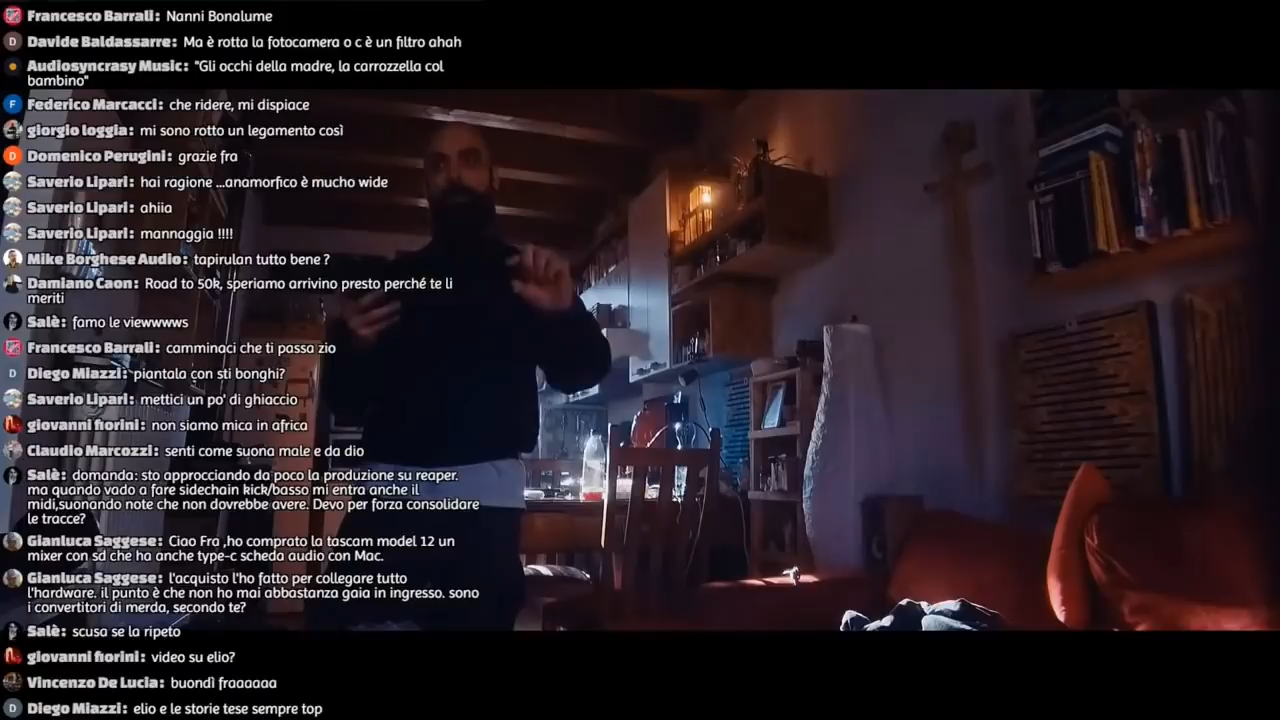 Francesco Barrali: Nanni Bonalume
D Davide Baldassarre: Ma è rotta la fotocamera o c è un filtro ahah
Audiosyncrasy Music: "Gli occhi della madre, la carrozzella col
bambino"
F Federico Marcacci: che ridere, mi dispiace
giorgio loggia: mi sono rotto un legamento così
D Domenico Perugini: grazie fra
Saverio Lipari: hai ragione ...anamorfico è mucho wide
Saverio Lipari: ahiia
Saverio Lipari: mannaggia !!!!
Mike Borghese Audio: tapirulan tutto bene ?
Damiano Caon: Road to 50k, speriamo arrivino presto perché te li
meriti
Salè: famo le viewwwws
Francesco Barrali: camminaci che ti passa zio
D Diego Miazzi: piantala con sti bonghi?
Saverio Lipari: mettici un po' di ghiaccio
giovanni fiorini: non siamo mica in africa
Claudio Marcozzi: senti come suona male e da dio
Salè: domanda: sto approcciando da poco la produzione su reaper.
ma quando vado a fare sidechain kick/basso mi entra anche il
midi,suonando note che non dovrebbe avere. Devo per forza consolidare
le tracce?
Gianluca Saggese: Ciao Fra ,ho comprato la tascam model 12 un
mixer con sd che ha anche type-c scheda audio con Mac.
Gianluca Saggese: l'acquisto l'ho fatto per collegare tutto
l'hardware. il punto è che non ho mai abbastanza gaia in ingresso. sono
i convertitori di merda, secondo te?
Salè: scusa se la ripeto
giovanni fiorini: video su elio?
Vincenzo De Lucia: buondì fraaaaaa
D Diego Miazzi: elio e le storie tese sempre top